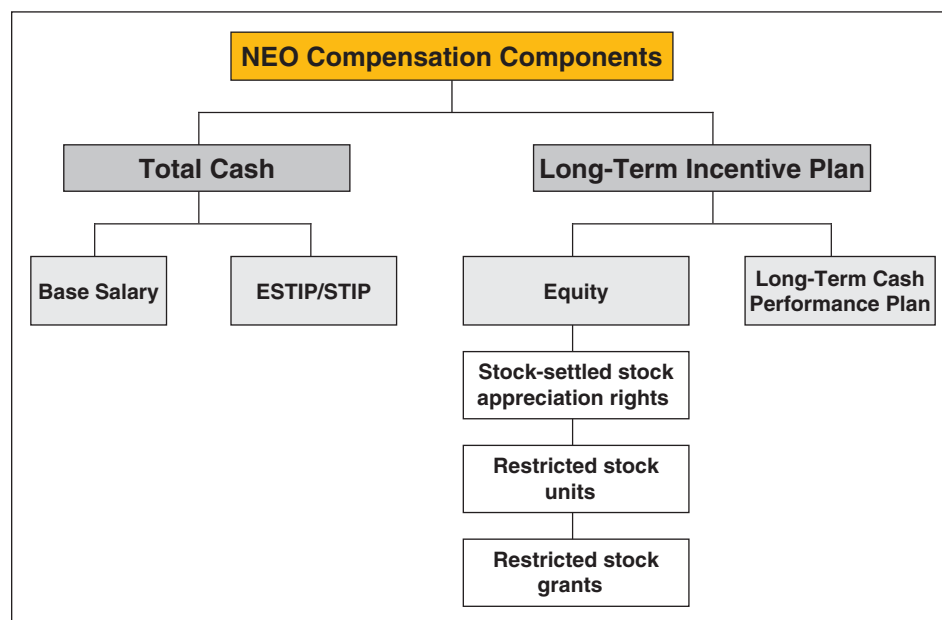 NEO Compensation Components
Total Cash
Long-Term Incentive Plan
Base Salary
ESTIP/STIP
Equity
Long-Term Cash
Performance Plan
Stock-settled stock
appreciation rights
Restricted stock
units
Restricted stock
grants